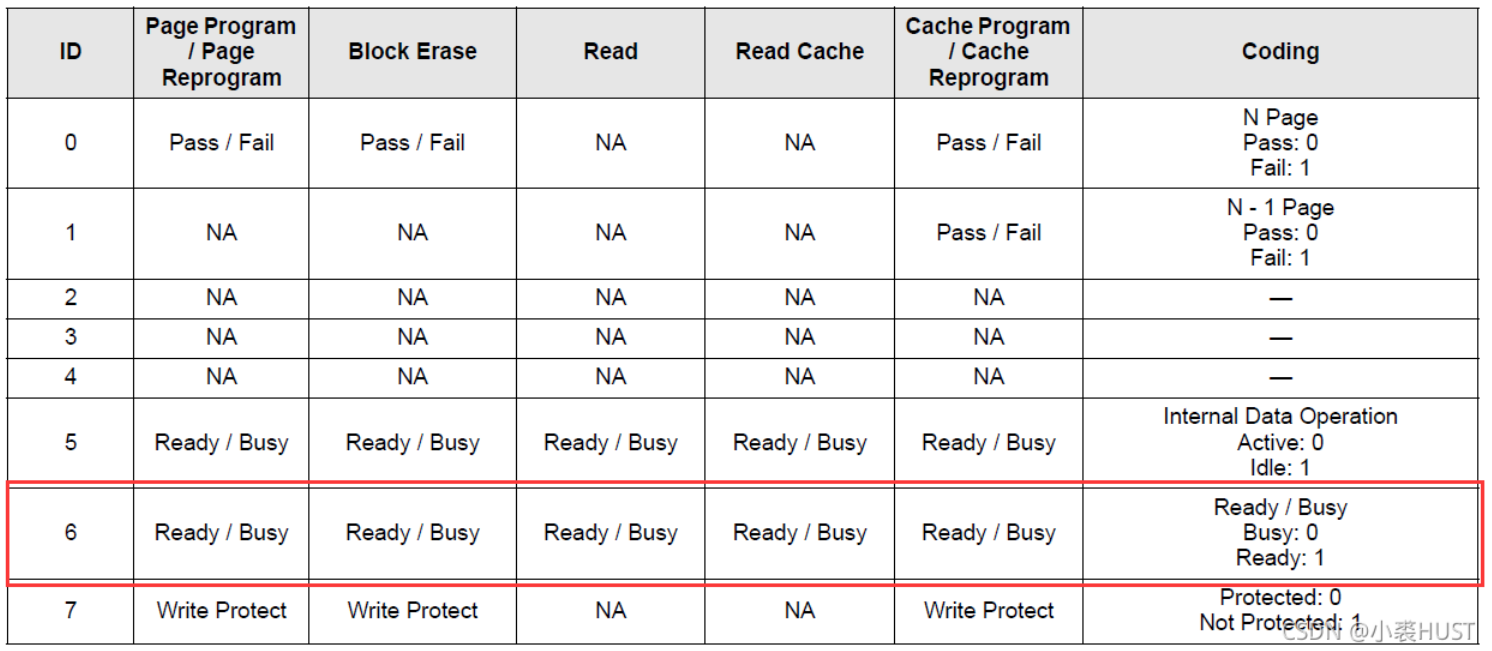 ID
Page Program
/ Page
Reprogram
Block Erase
Read
Read Cache
Cache Program
/ Cache
Reprogram
Coding
0
Pass / Fail
Pass / Fail
NA
NA
Pass / Fail
N Page
Pass: 0
Fail: 1
1
NA
NA
NA
NA
Pass / Fail
N - 1 Page
Pass: 0
Fail: 1
2
NA
NA
NA
NA
NA
—
3
NA
NA
NA
NA
NA
—
4
NA
NA
NA
NA
NA
—
5
Ready / Busy
Ready / Busy
Ready / Busy
Ready / Busy
Ready / Busy
Internal Data Operation
Active: 0
Idle: 1
6
Ready / Busy
Ready / Busy
Ready / Busy
Ready / Busy
Ready / Busy
Ready / Busy
Busy: 0
Ready: 1
7
Write Protect
Write Protect
NA
NA
Write Protect
Protected: 0
Not Protected: 1
CSDN @小裘HUST